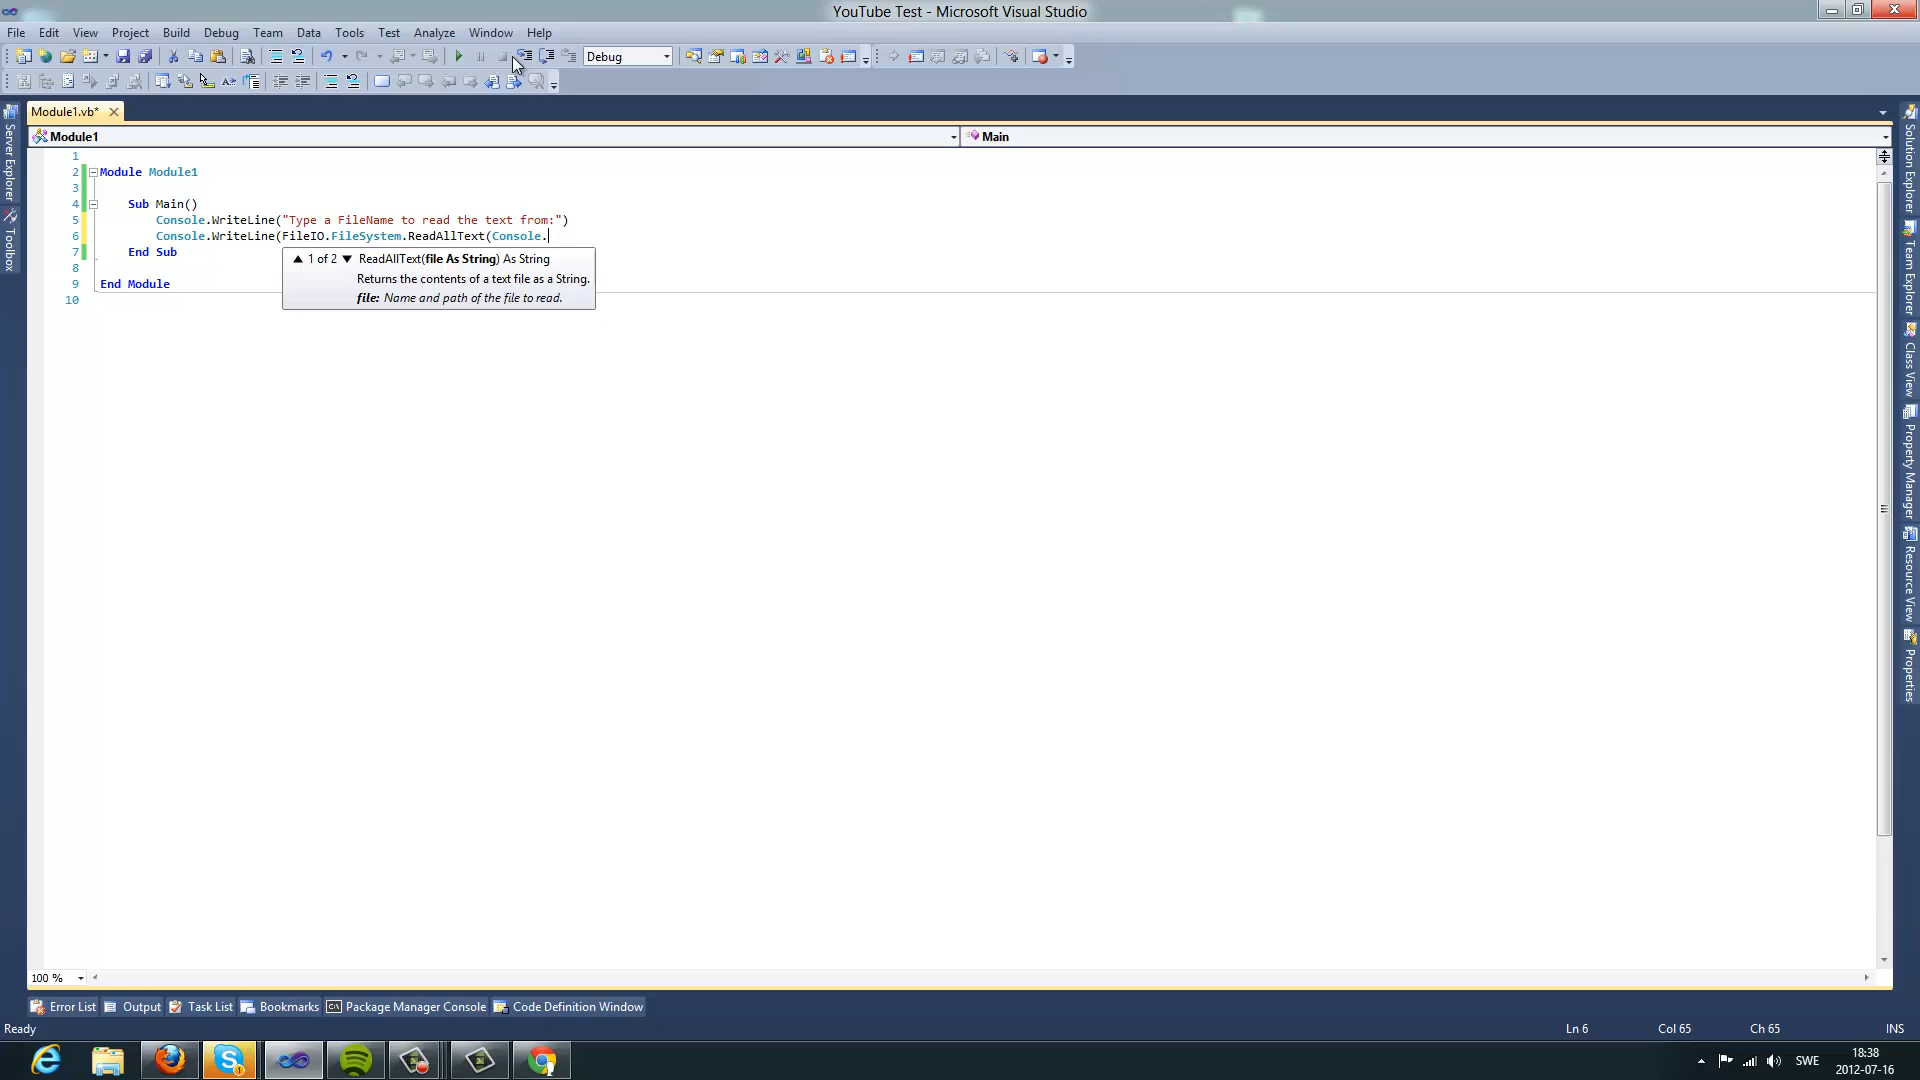 YouTube Test - Microsoft Visual Studio
File Edit View Project Build Debug Team Data Tools Test Analyze Window Help
Debug
Module1.vb*
Module1 Main
1
2 Module Module1
3
4 Sub Main()
5 Console.WriteLine("Type a FileName to read the text from:")
6 Console.WriteLine(FileIO.FileSystem.ReadAllText(Console.
7 End Sub
8
9 End Module
10
1 of 2 ReadAllText(file As String) As String
Returns the contents of a text file as a String.
file: Name and path of the file to read.
Server Explorer
Toolbox
Solution Explorer
Team Explorer
Class View
Property Manager
Resource View
Properties
100 %
Error List Output Task List Bookmarks Package Manager Console Code Definition Window
Ready Ln 6 Col 65 Ch 65 INS
SWE 18:38
2012-07-16